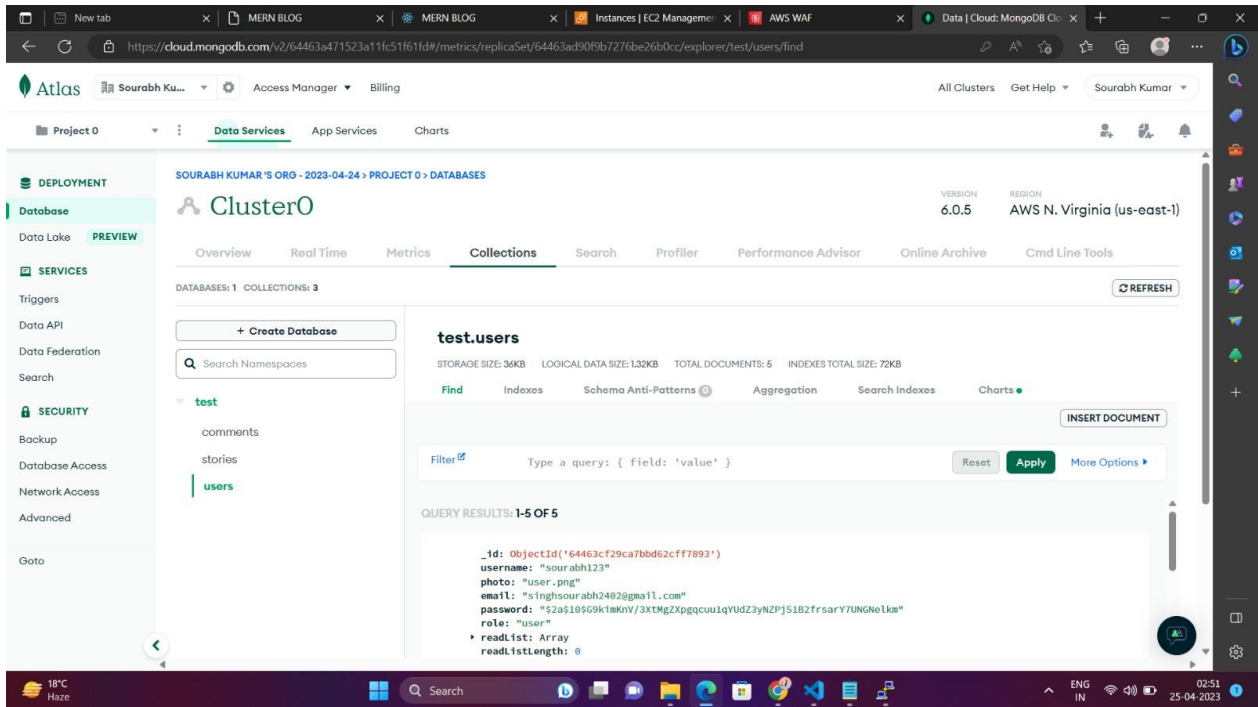 New tab
MERN BLOG
MERN BLOG
Instances | EC2 Managemen
AWS WAF
Data | Cloud: MongoDB Clo
https://cloud.mongodb.com/v2/64463a471523a11fc51f61fd#/metrics/replicaSet/64463ad90f9b7276be26b0cc/explorer/test/users/find
Atlas Sourabh Ku... Access Manager Billing All Clusters Get Help Sourabh Kumar
Project 0 Data Services App Services Charts
DEPLOYMENT
Database
Data Lake PREVIEW
SERVICES
Triggers
Data API
Data Federation
Search
SECURITY
Backup
Database Access
Network Access
Advanced
Goto
SOURABH KUMAR'S ORG - 2023-04-24 > PROJECT 0 > DATABASES
Cluster0
VERSION
6.0.5
REGION
AWS N. Virginia (us-east-1)
Overview Real Time Metrics Collections Search Profiler Performance Advisor Online Archive Cmd Line Tools
DATABASES: 1 COLLECTIONS: 3
REFRESH
+ Create Database
Search Namespaces
test
comments
stories
users
test.users
STORAGE SIZE: 36KB LOGICAL DATA SIZE: 1.32KB TOTAL DOCUMENTS: 5 INDEXES TOTAL SIZE: 72KB
Find Indexes Schema Anti-Patterns 0 Aggregation Search Indexes Charts
INSERT DOCUMENT
Filter Type a query: { field: 'value' } Reset Apply More Options
QUERY RESULTS: 1-5 OF 5
_id: ObjectId('64463cf29ca7bbd62cff7893')
username: "sourabh123"
photo: "user.png"
email: "singhsourabh2402@gmail.com"
password: "$2a$10$G9kimKnV/3XtMgZXpgqcuu1qYUdZ3yNZPj51B2frsarY7UNGNelkm"
role: "user"
readList: Array
readListLength: 0
18°C
Haze
Search
ENG
IN
02:51
25-04-2023
1